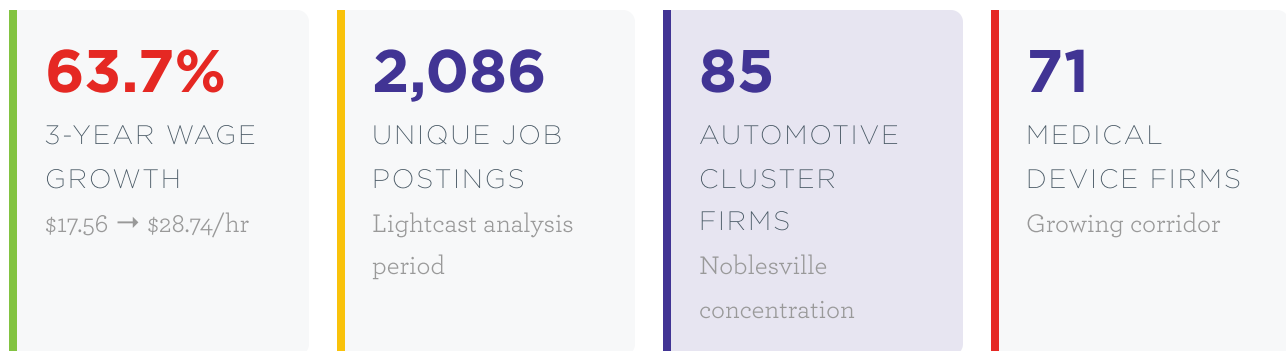 63.7%
3-YEAR WAGE
GROWTH
$17.56 → $28.74/hr
2,086
UNIQUE JOB
POSTINGS
Lightcast analysis
period
85
AUTOMOTIVE
CLUSTER
FIRMS
Noblesville
concentration
71
MEDICAL
DEVICE FIRMS
Growing corridor